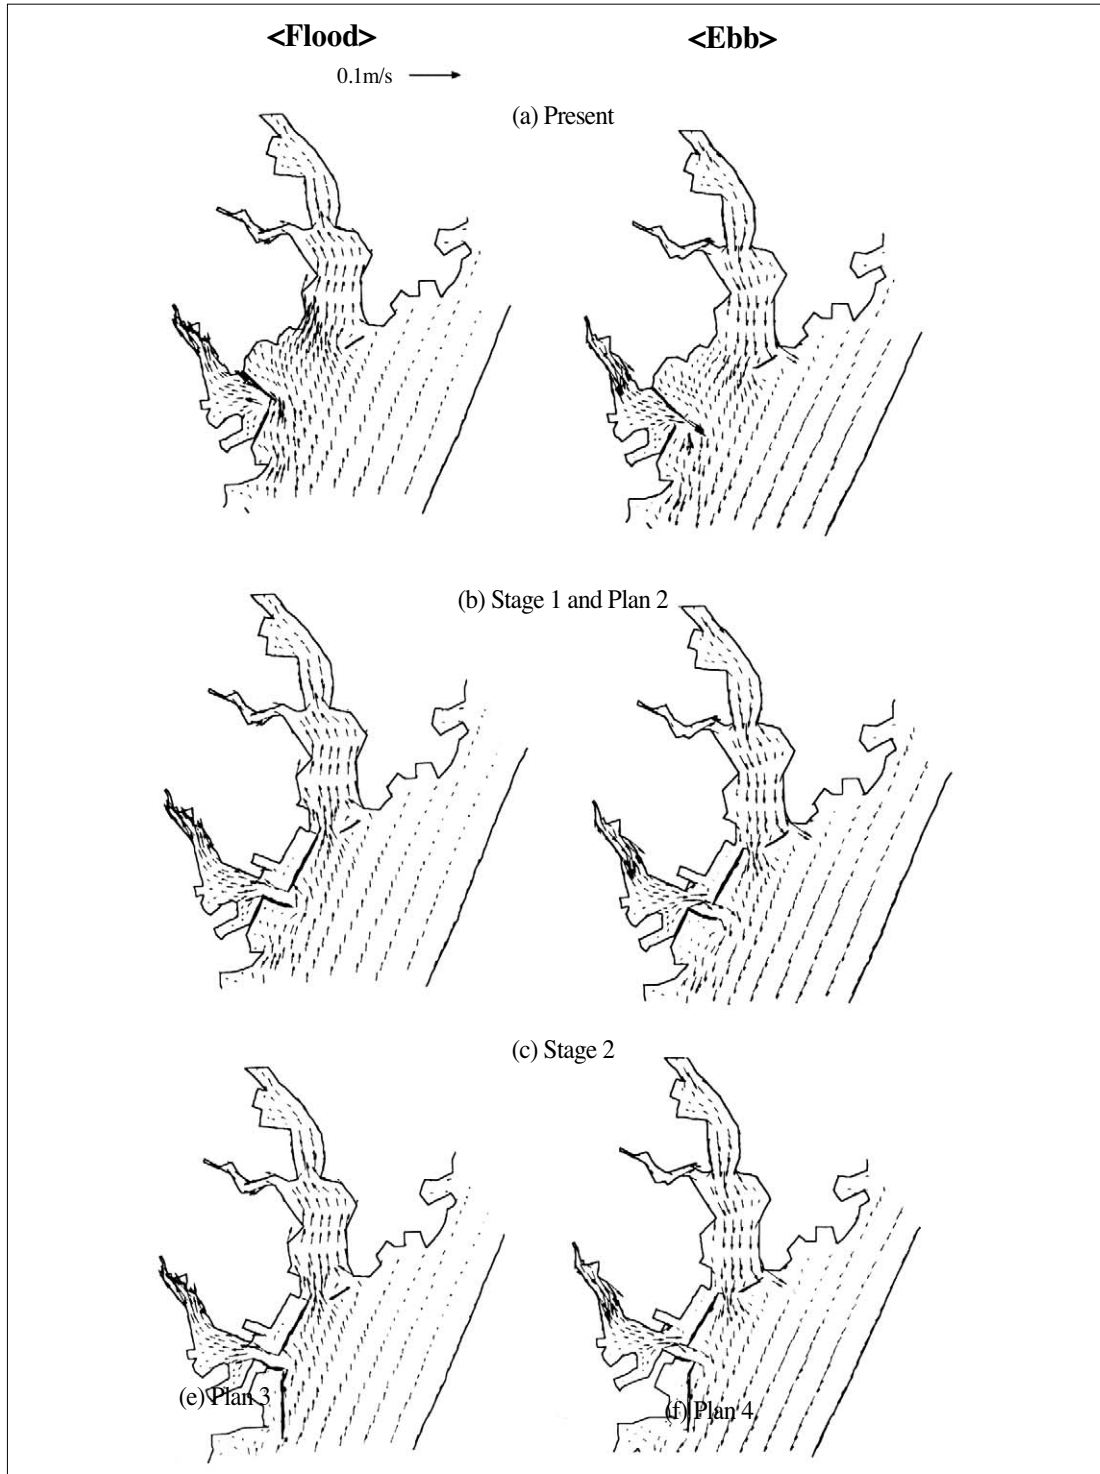 <Flood>
<Ebb>
0.1m/s
(a) Present
(b) Stage 1 and Plan 2
(c) Stage 2
(e) Plan 3
(f) Plan 4